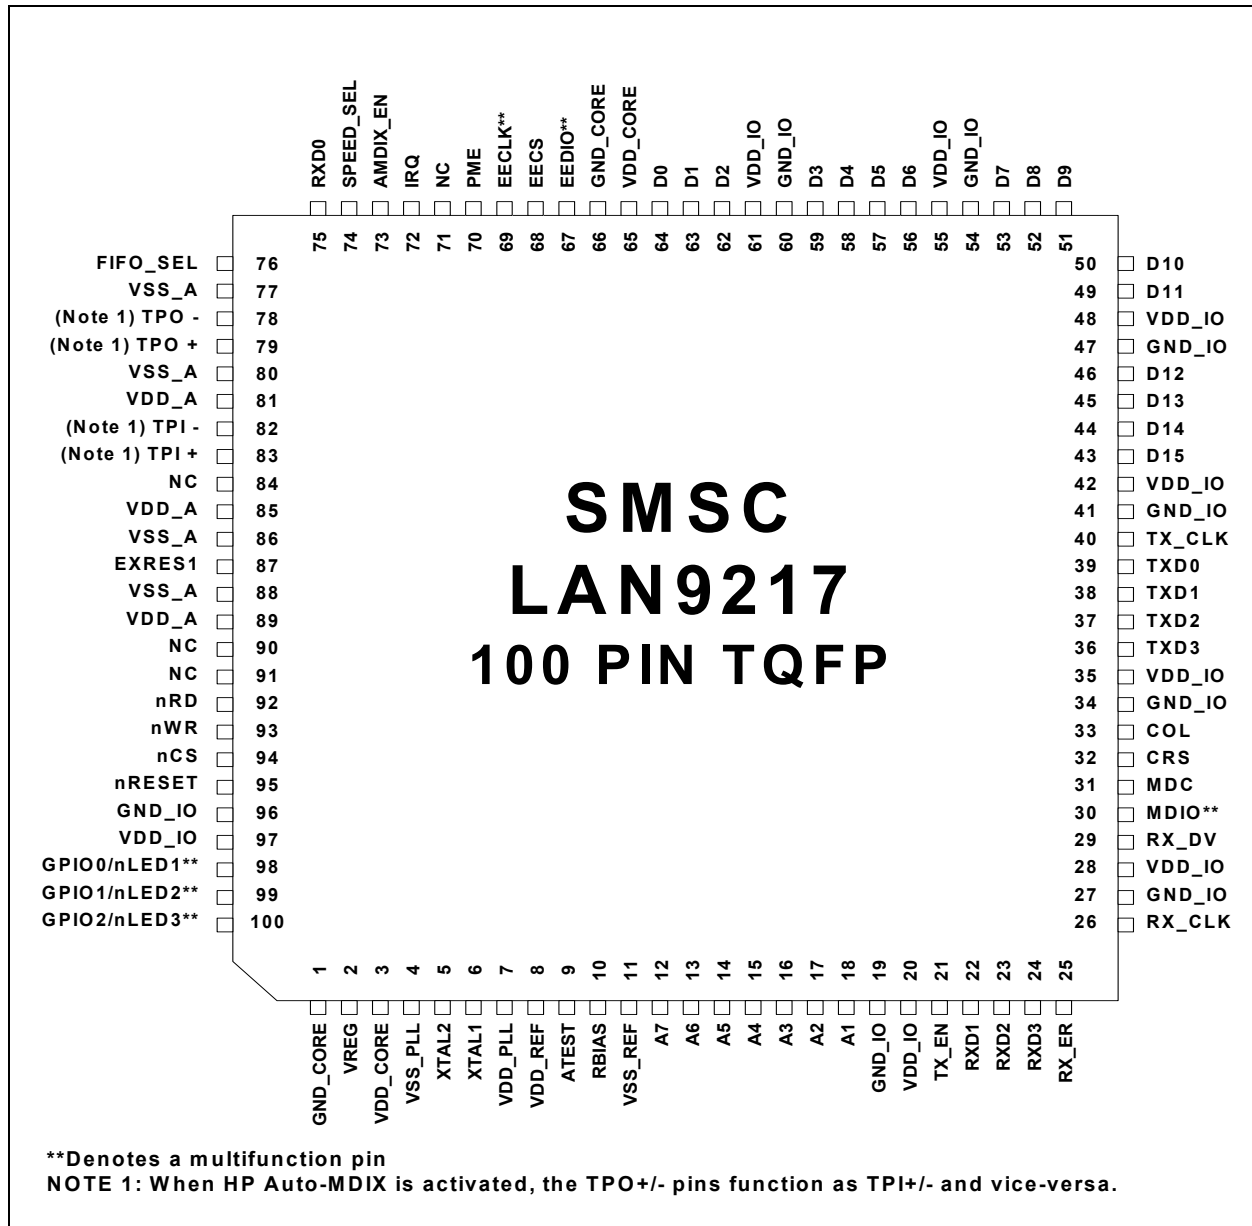 RXD0
SPEED_SEL
AMDIX_EN
IRQ
NC
PME
EECLK**
EECS
EEDIO**
GND_CORE
VDD_CORE
D0
D1
D2
VDD_IO
GND_IO
D3
D4
D5
D6
VDD_IO
GND_IO
D7
D8
D9
75
74
73
72
71
70
69
68
67
66
65
64
63
62
61
60
59
58
57
56
55
54
53
52
51
FIFO_SEL 76
VSS_A 77
(Note 1) TPO - 78
(Note 1) TPO + 79
VSS_A 80
VDD_A 81
(Note 1) TPI - 82
(Note 1) TPI + 83
NC 84
VDD_A 85
VSS_A 86
EXRES1 87
VSS_A 88
VDD_A 89
NC 90
NC 91
nRD 92
nWR 93
nCS 94
nRESET 95
GND_IO 96
VDD_IO 97
GPIO0/nLED1** 98
GPIO1/nLED2** 99
GPIO2/nLED3** 100
SMSC
LAN9217
100 PIN TQFP
50 D10
49 D11
48 VDD_IO
47 GND_IO
46 D12
45 D13
44 D14
43 D15
42 VDD_IO
41 GND_IO
40 TX_CLK
39 TXD0
38 TXD1
37 TXD2
36 TXD3
35 VDD_IO
34 GND_IO
33 COL
32 CRS
31 MDC
30 MDIO**
29 RX_DV
28 VDD_IO
27 GND_IO
26 RX_CLK
1
2
3
4
5
6
7
8
9
10
11
12
13
14
15
16
17
18
19
20
21
22
23
24
25
GND_CORE
VREG
VDD_CORE
VSS_PLL
XTAL2
XTAL1
VDD_PLL
VDD_REF
ATEST
RBIAS
VSS_REF
A7
A6
A5
A4
A3
A2
A1
GND_IO
VDD_IO
TX_EN
RXD1
RXD2
RXD3
RX_ER
**Denotes a multifunction pin
NOTE 1: When HP Auto-MDIX is activated, the TPO+/- pins function as TPI+/- and vice-versa.